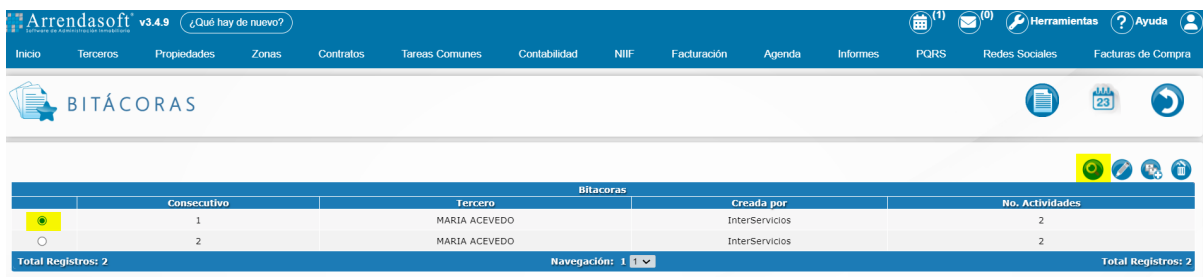 Arrendasoft® v3.4.9 ¿Qué hay de nuevo? (1) (0) Herramientas ? Ayuda
Software de Administración Inmobiliaria
Inicio Terceros Propiedades Zonas Contratos Tareas Comunes Contabilidad NIIF Facturación Agenda Informes PQRS Redes Sociales Facturas de Compra
BITÁCORAS 23
Bitacoras
Consecutivo Tercero Creada por No. Actividades
1 MARIA ACEVEDO InterServicios 2
2 MARIA ACEVEDO InterServicios 2
Total Registros: 2 Navegación: 1 1 Total Registros: 2